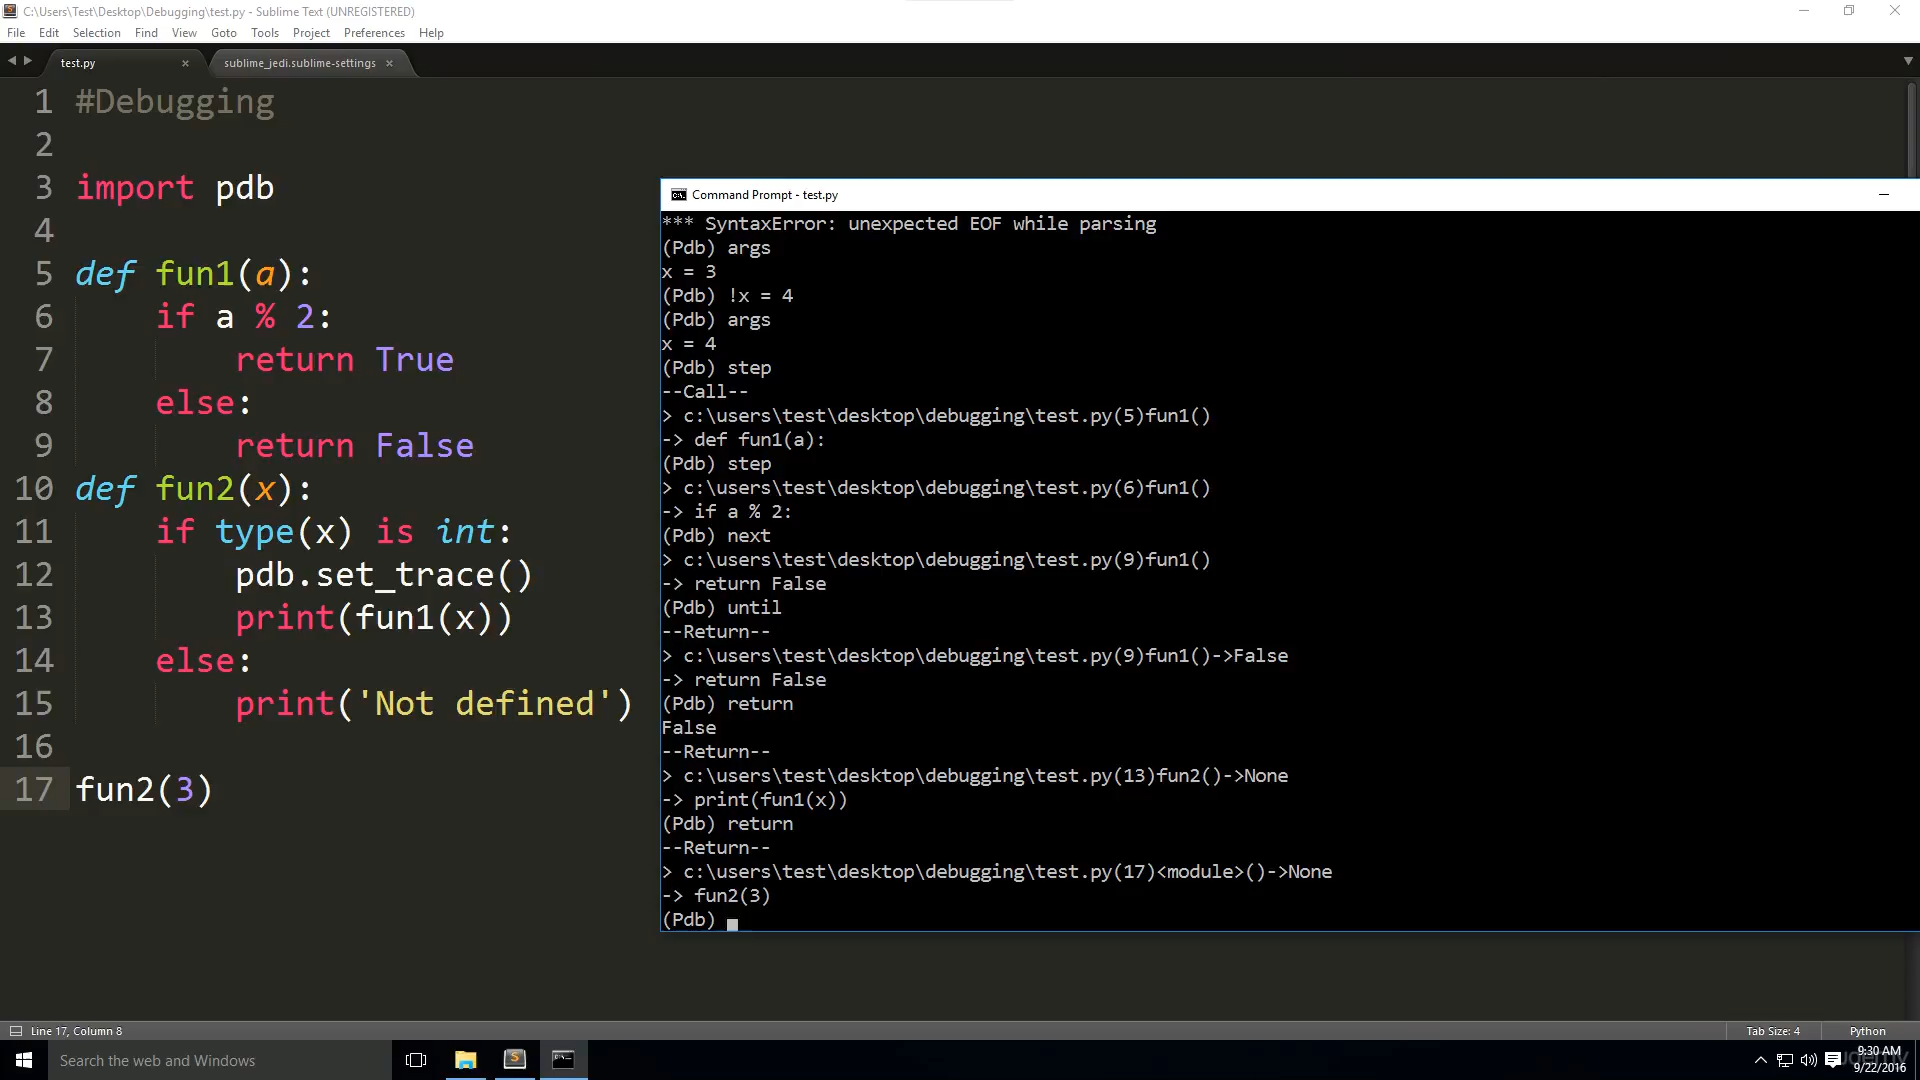 C:\Users\Test\Desktop\Debugging\test.py - Sublime Text (UNREGISTERED)
File Edit Selection Find View Goto Tools Project Preferences Help
test.py × sublime_jedi.sublime-settings ×
1 #Debugging
2
3 import pdb
4
5 def fun1(a):
6 if a % 2:
7 return True
8 else:
9 return False
10 def fun2(x):
11 if type(x) is int:
12 pdb.set_trace()
13 print(fun1(x))
14 else:
15 print('Not defined')
16
17 fun2(3)
Command Prompt - test.py
*** SyntaxError: unexpected EOF while parsing
(Pdb) args
x = 3
(Pdb) !x = 4
(Pdb) args
x = 4
(Pdb) step
--Call--
> c:\users\test\desktop\debugging\test.py(5)fun1()
-> def fun1(a):
(Pdb) step
> c:\users\test\desktop\debugging\test.py(6)fun1()
-> if a % 2:
(Pdb) next
> c:\users\test\desktop\debugging\test.py(9)fun1()
-> return False
(Pdb) until
--Return--
> c:\users\test\desktop\debugging\test.py(9)fun1()->False
-> return False
(Pdb) return
False
--Return--
> c:\users\test\desktop\debugging\test.py(13)fun2()->None
-> print(fun1(x))
(Pdb) return
--Return--
> c:\users\test\desktop\debugging\test.py(17)<module>()->None
-> fun2(3)
(Pdb)
Line 17, Column 8 Tab Size: 4 Python
Search the web and Windows
9:30 AM
9/22/2016